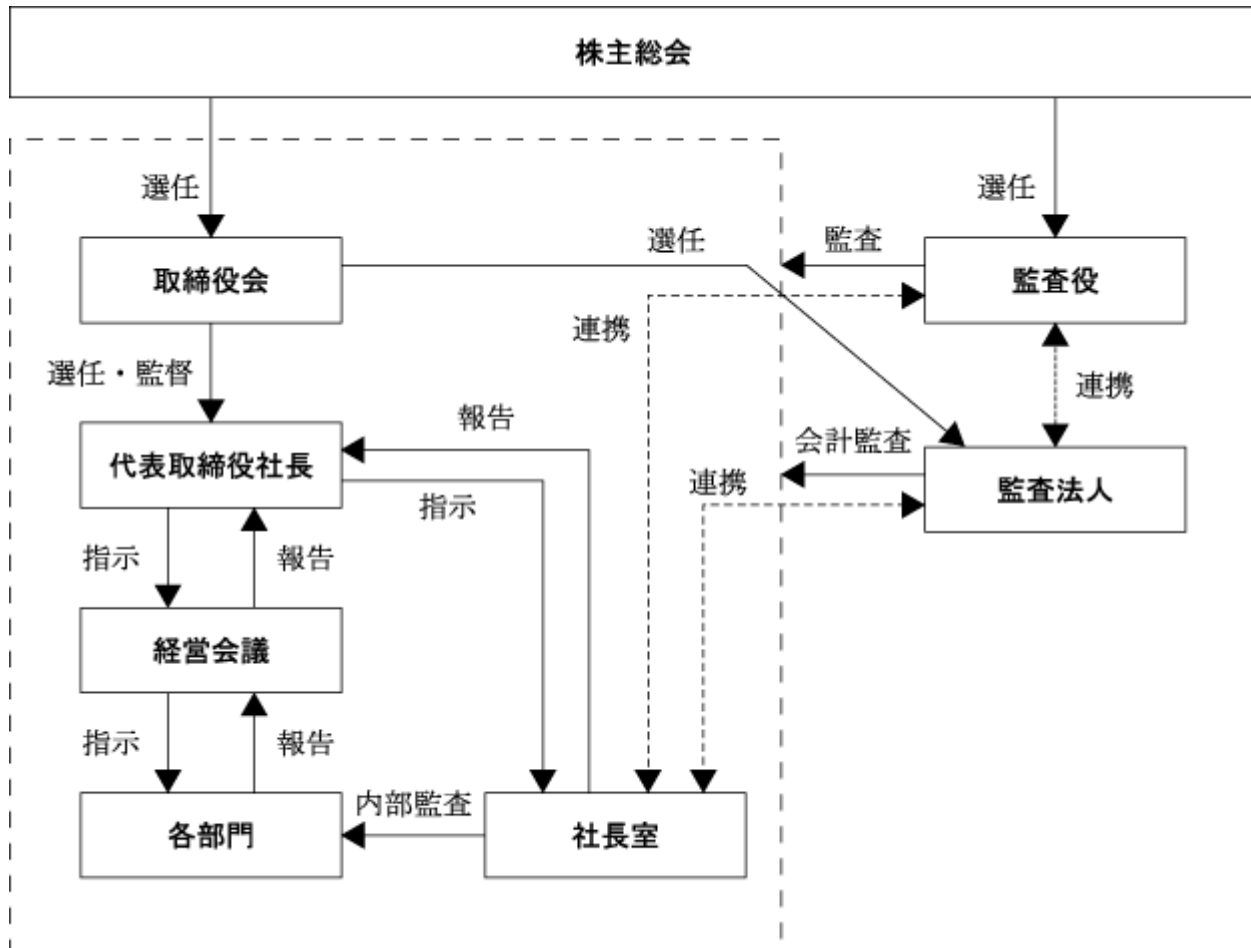 株主総会
選任
選任
取締役会
選任
監査
監査役
連携
選任・監督
連携
報告
代表取締役社長
会計監査
監査法人
指示
連携
指示
報告
経営会議
指示
報告
各部門
内部監査
社長室